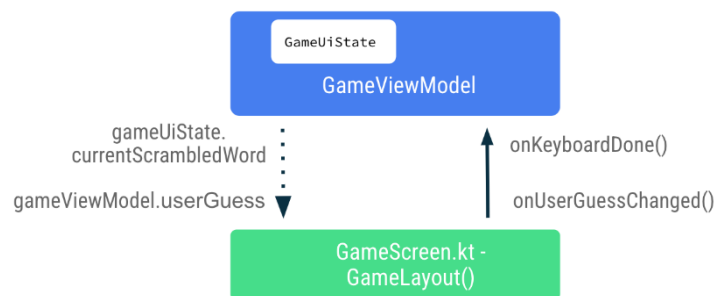 GameUiState
GameViewModel
gameUiState.
currentScrambledWord
gameViewModel.userGuess
onKeyboardDone()
onUserGuessChanged()
GameScreen.kt -
GameLayout()